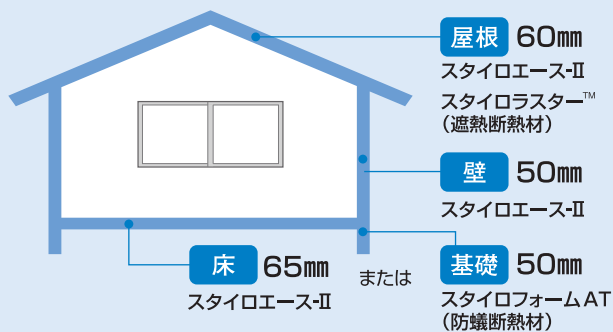 屋根 60mm
スタイロエース-II
スタイロラスター™
（遮熱断熱材）
壁 50mm
スタイロエース-II
床 65mm
スタイロエース-II
または
基礎 50mm
スタイロフォームAT
（防蟻断熱材）